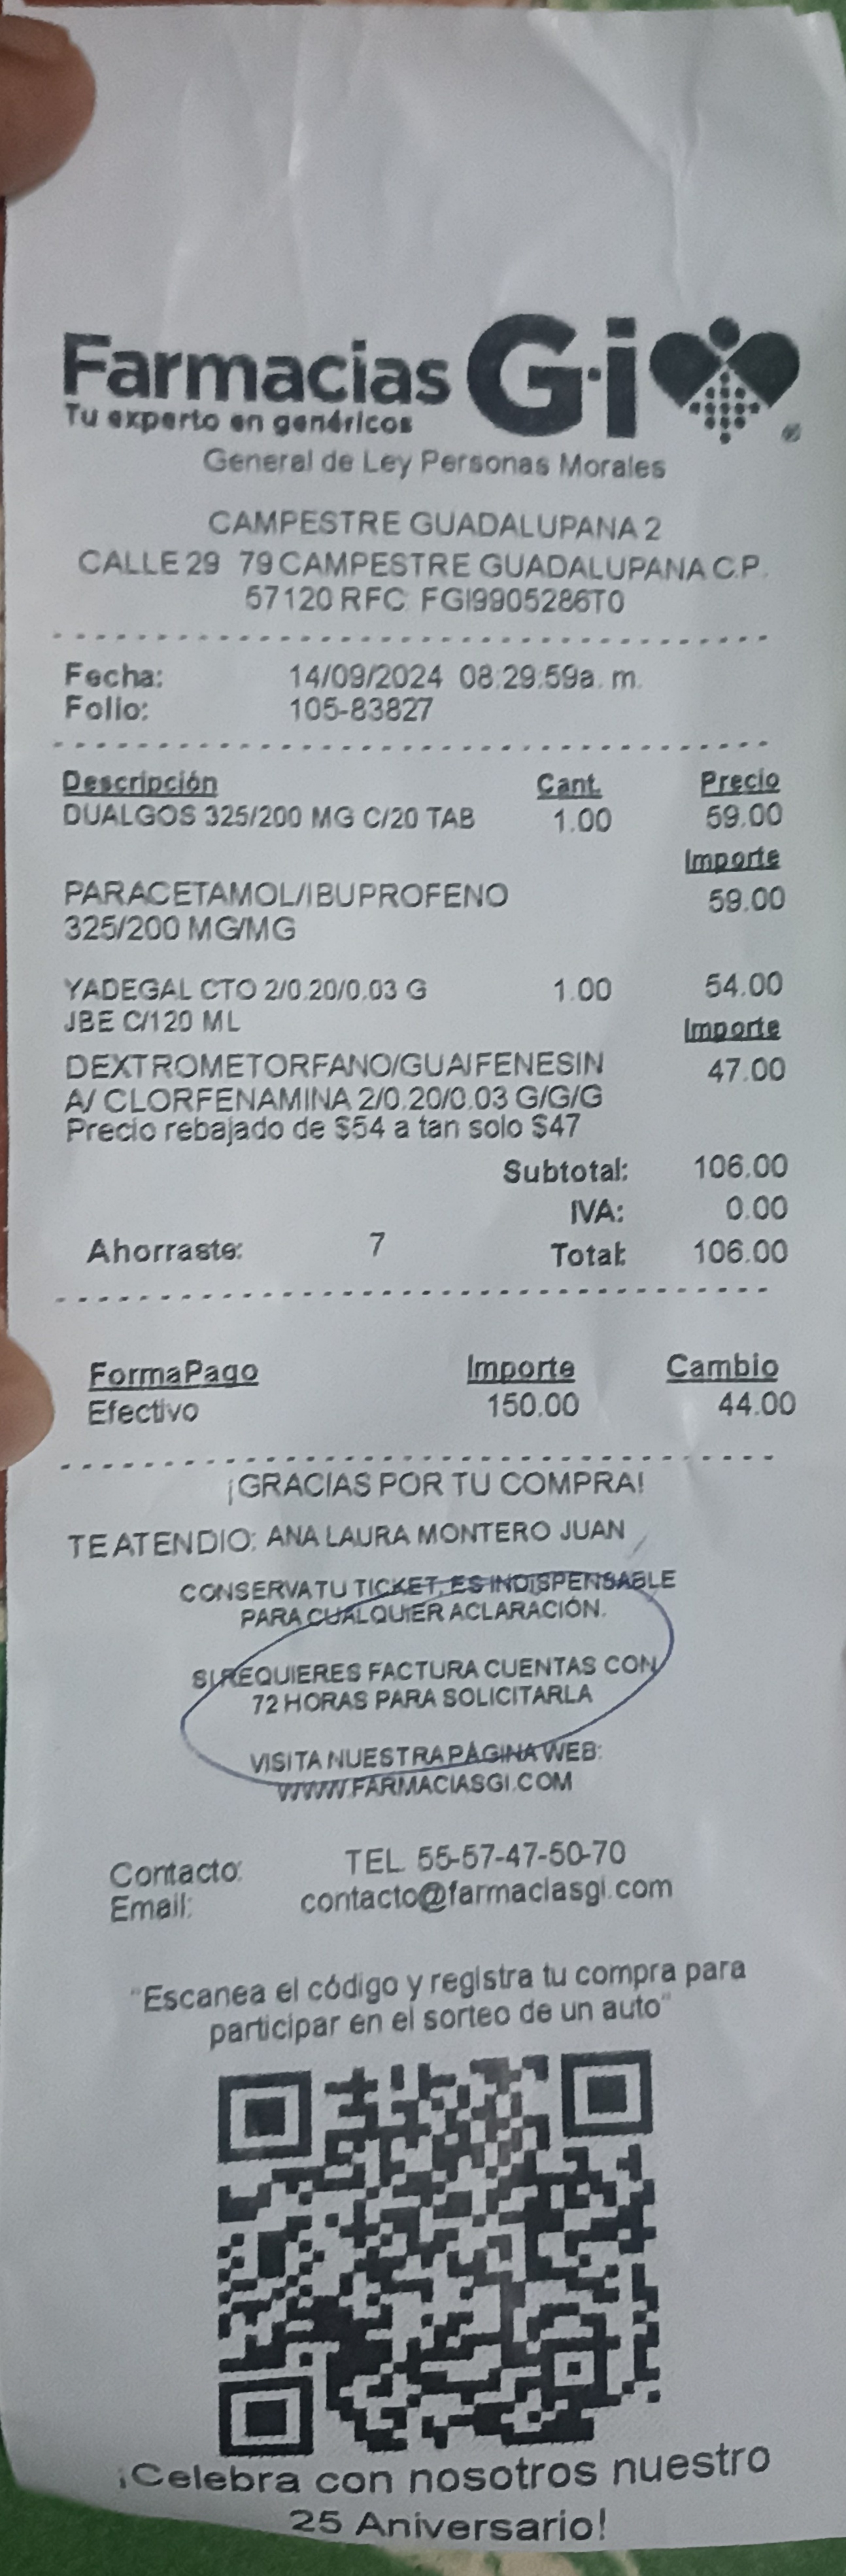 Farmacias G·i
Tu experto en genéricos
General de Ley Personas Morales
CAMPESTRE GUADALUPANA 2
CALLE 29 79 CAMPESTRE GUADALUPANA C.P.
57120 RFC FGI9905286T0
Fecha: 14/09/2024 08:29:59a. m.
Folio: 105-83827
Descripción Cant. Precio
DUALGOS 325/200 MG C/20 TAB 1.00 59.00
Importe
PARACETAMOL/IBUPROFENO 59.00
325/200 MG/MG
YADEGAL CTO 2/0.20/0.03 G 1.00 54.00
JBE C/120 ML Importe
DEXTROMETORFANO/GUAIFENESIN 47.00
A/ CLORFENAMINA 2/0.20/0.03 G/G/G
Precio rebajado de $54 a tan solo $47
Subtotal: 106.00
IVA: 0.00
Ahorraste: 7 Total: 106.00
FormaPago Importe Cambio
Efectivo 150.00 44.00
¡GRACIAS POR TU COMPRA!
TE ATENDIO: ANA LAURA MONTERO JUAN
CONSERVA TU TICKET, ES INDISPENSABLE
PARA CUALQUIER ACLARACIÓN.
SI REQUIERES FACTURA CUENTAS CON
72 HORAS PARA SOLICITARLA
VISITA NUESTRA PÁGINA WEB:
WWW.FARMACIASGI.COM
Contacto: TEL. 55-57-47-50-70
Email: contacto@farmaciasgi.com
"Escanea el código y registra tu compra para
participar en el sorteo de un auto"
¡Celebra con nosotros nuestro
25 Aniversario!